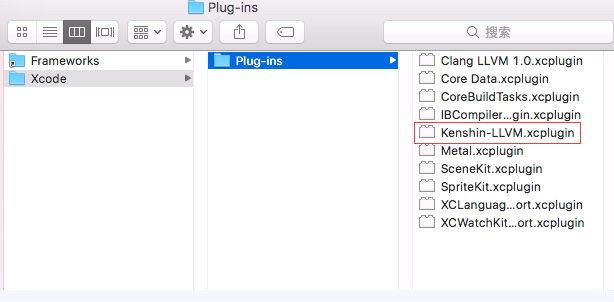 Plug-ins
搜索
Frameworks
Xcode
Plug-ins
Clang LLVM 1.0.xcplugin
Core Data.xcplugin
CoreBuildTasks.xcplugin
IBCompiler...gin.xcplugin
Kenshin-LLVM.xcplugin
Metal.xcplugin
SceneKit.xcplugin
SpriteKit.xcplugin
XCLanguag...ort.xcplugin
XCWatchKit...ort.xcplugin